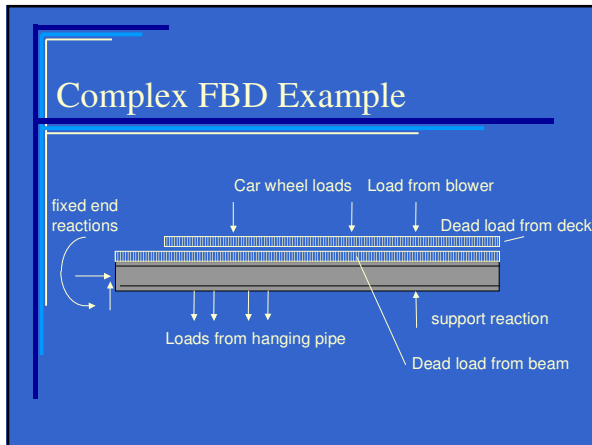 Complex FBD Example
Car wheel loads
Load from blower
fixed end
reactions
Dead load from deck
support reaction
Loads from hanging pipe
Dead load from beam